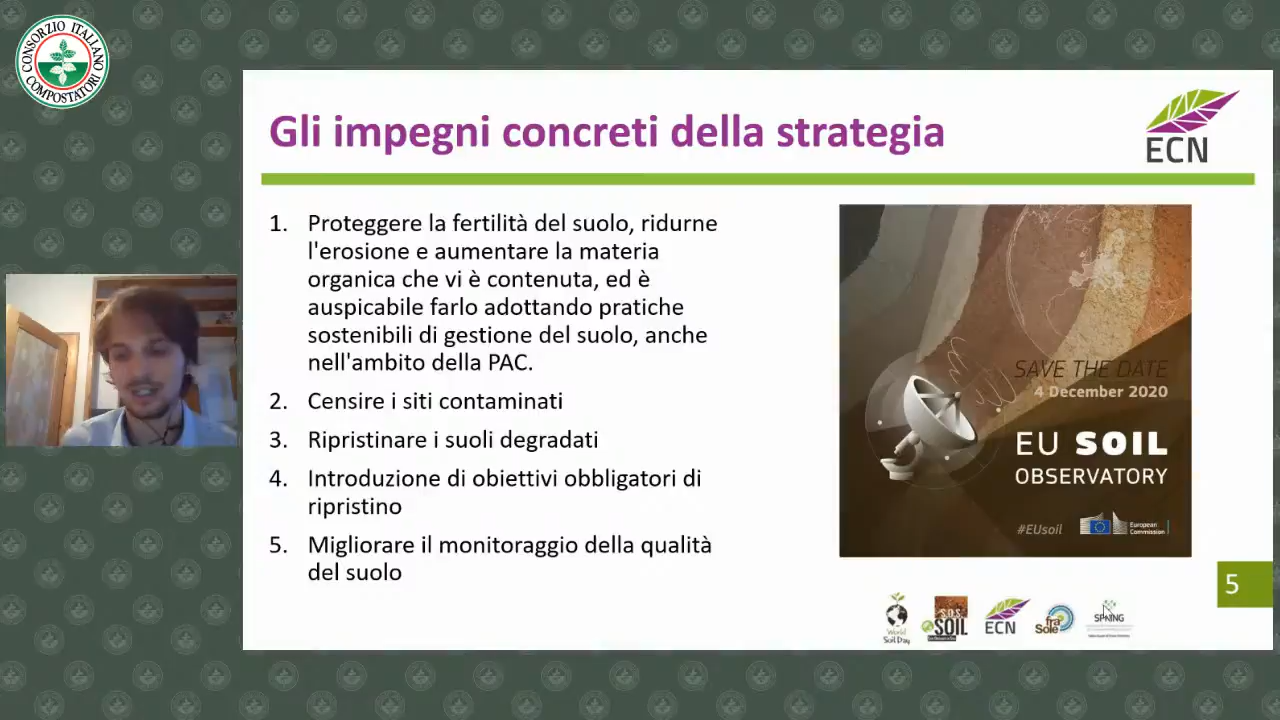 CONSORZIO ITALIANO
COMPOSTATORI
Gli impegni concreti della strategia
ECN
1. Proteggere la fertilità del suolo, ridurne
l'erosione e aumentare la materia
organica che vi è contenuta, ed è
auspicabile farlo adottando pratiche
sostenibili di gestione del suolo, anche
nell'ambito della PAC.
2. Censire i siti contaminati
3. Ripristinare i suoli degradati
4. Introduzione di obiettivi obbligatori di
ripristino
5. Migliorare il monitoraggio della qualità
del suolo
SAVE THE DATE
4 December 2020
EU SOIL
OBSERVATORY
#EUsoil
European
Commission
5
World
Soil Day
S.O.S
SOIL
ECN
fra
Sole
SPRING